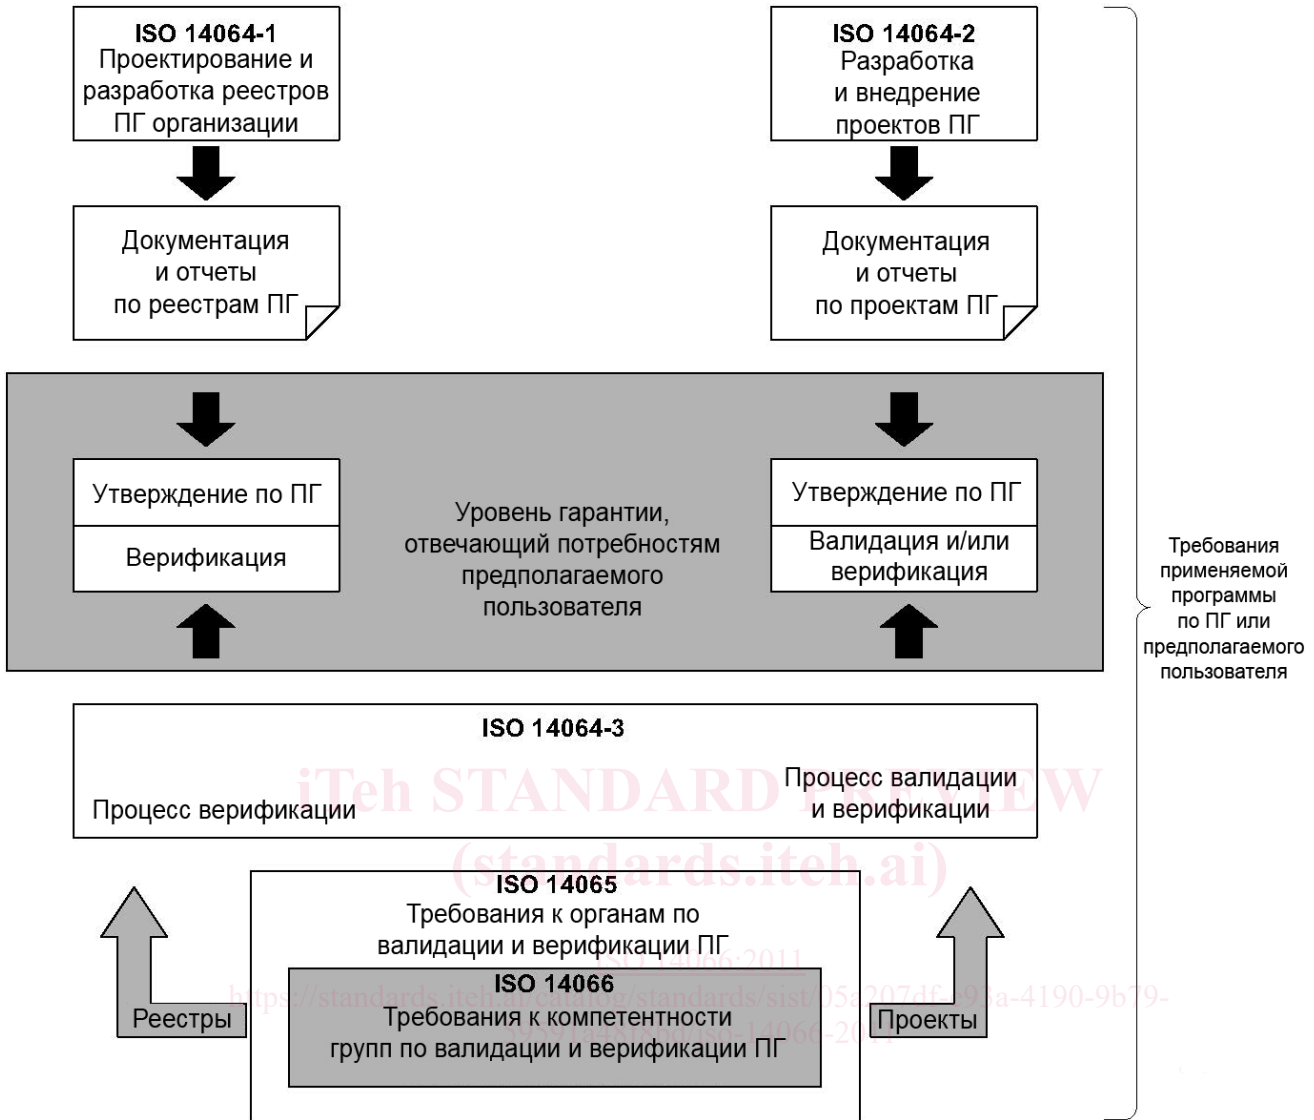 ISO 14064-1
Проектирование и
разработка реестров
ПГ организации
ISO 14064-2
Разработка
и внедрение
проектов ПГ
Документация
и отчеты
по реестрам ПГ
Документация
и отчеты
по проектам ПГ
Утверждение по ПГ
Верификация
Уровень гарантии,
отвечающий потребностям
предполагаемого
пользователя
Утверждение по ПГ
Валидация и/или
верификация
Требования
применяемой
программы
по ПГ или
предполагаемого
пользователя
ISO 14064-3
Процесс верификации
Процесс валидации
и верификации
iTeh STANDARD PREVIEW
(standards.iteh.ai)
ISO 14065
Требования к органам по
валидации и верификации ПГ
ISO 14066:2011
ISO 14066
Требования к компетентности
групп по валидации и верификации ПГ
Реестры
Проекты